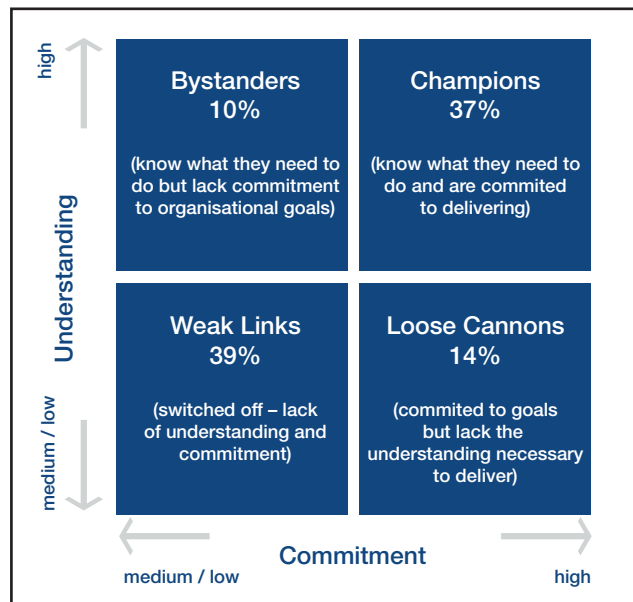 high
Understanding
medium / low
Bystanders
10%
(know what they need to
do but lack commitment
to organisational goals)
Champions
37%
(know what they need to
do and are commited
to delivering)
Weak Links
39%
(switched off – lack
of understanding and
commitment)
Loose Cannons
14%
(commited to goals
but lack the
understanding necessary
to deliver)
Commitment
medium / low
high